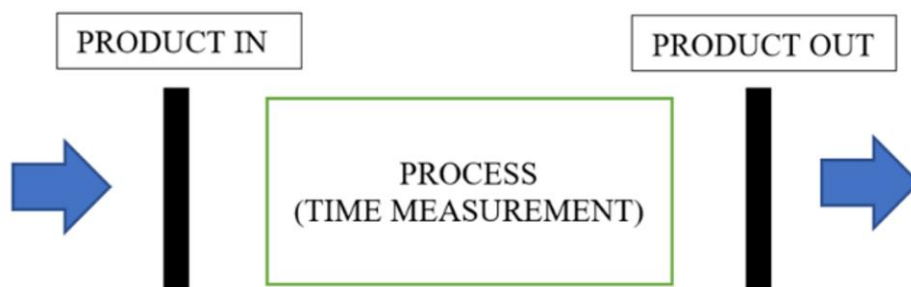 PRODUCT IN
PRODUCT OUT
PROCESS
(TIME MEASUREMENT)